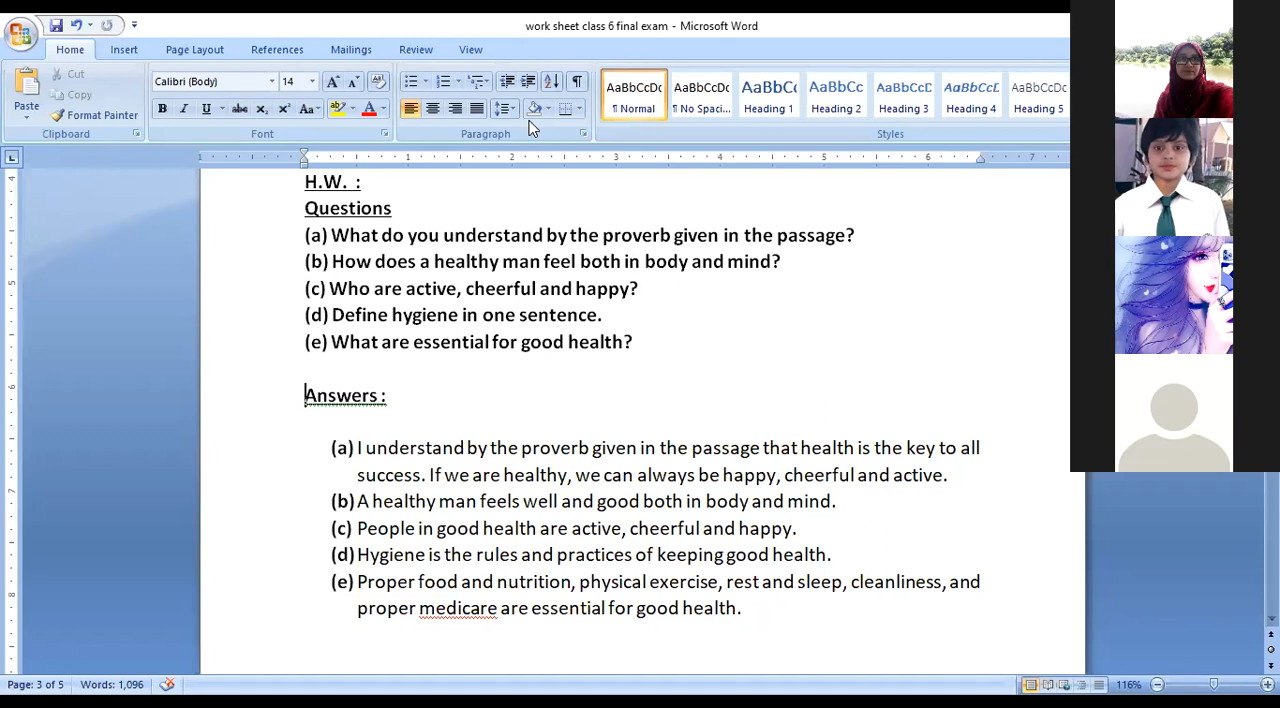 work sheet class 6 final exam - Microsoft Word
Home Insert Page Layout References Mailings Review View
Paste Cut Copy Format Painter
Calibri (Body) 14
AaBbCcDc AaBbCcDc AaBbCc AaBbCc AaBbCcD AaBbCcL AaBbCcDc
¶ Normal ¶ No Spaci... Heading 1 Heading 2 Heading 3 Heading 4 Heading 5
Clipboard Font Paragraph Styles
H.W. :
Questions
(a) What do you understand by the proverb given in the passage?
(b) How does a healthy man feel both in body and mind?
(c) Who are active, cheerful and happy?
(d) Define hygiene in one sentence.
(e) What are essential for good health?
Answers :
(a) I understand by the proverb given in the passage that health is the key to all
success. If we are healthy, we can always be happy, cheerful and active.
(b) A healthy man feels well and good both in body and mind.
(c) People in good health are active, cheerful and happy.
(d) Hygiene is the rules and practices of keeping good health.
(e) Proper food and nutrition, physical exercise, rest and sleep, cleanliness, and
proper medicare are essential for good health.
Page: 3 of 5 Words: 1,096 116%